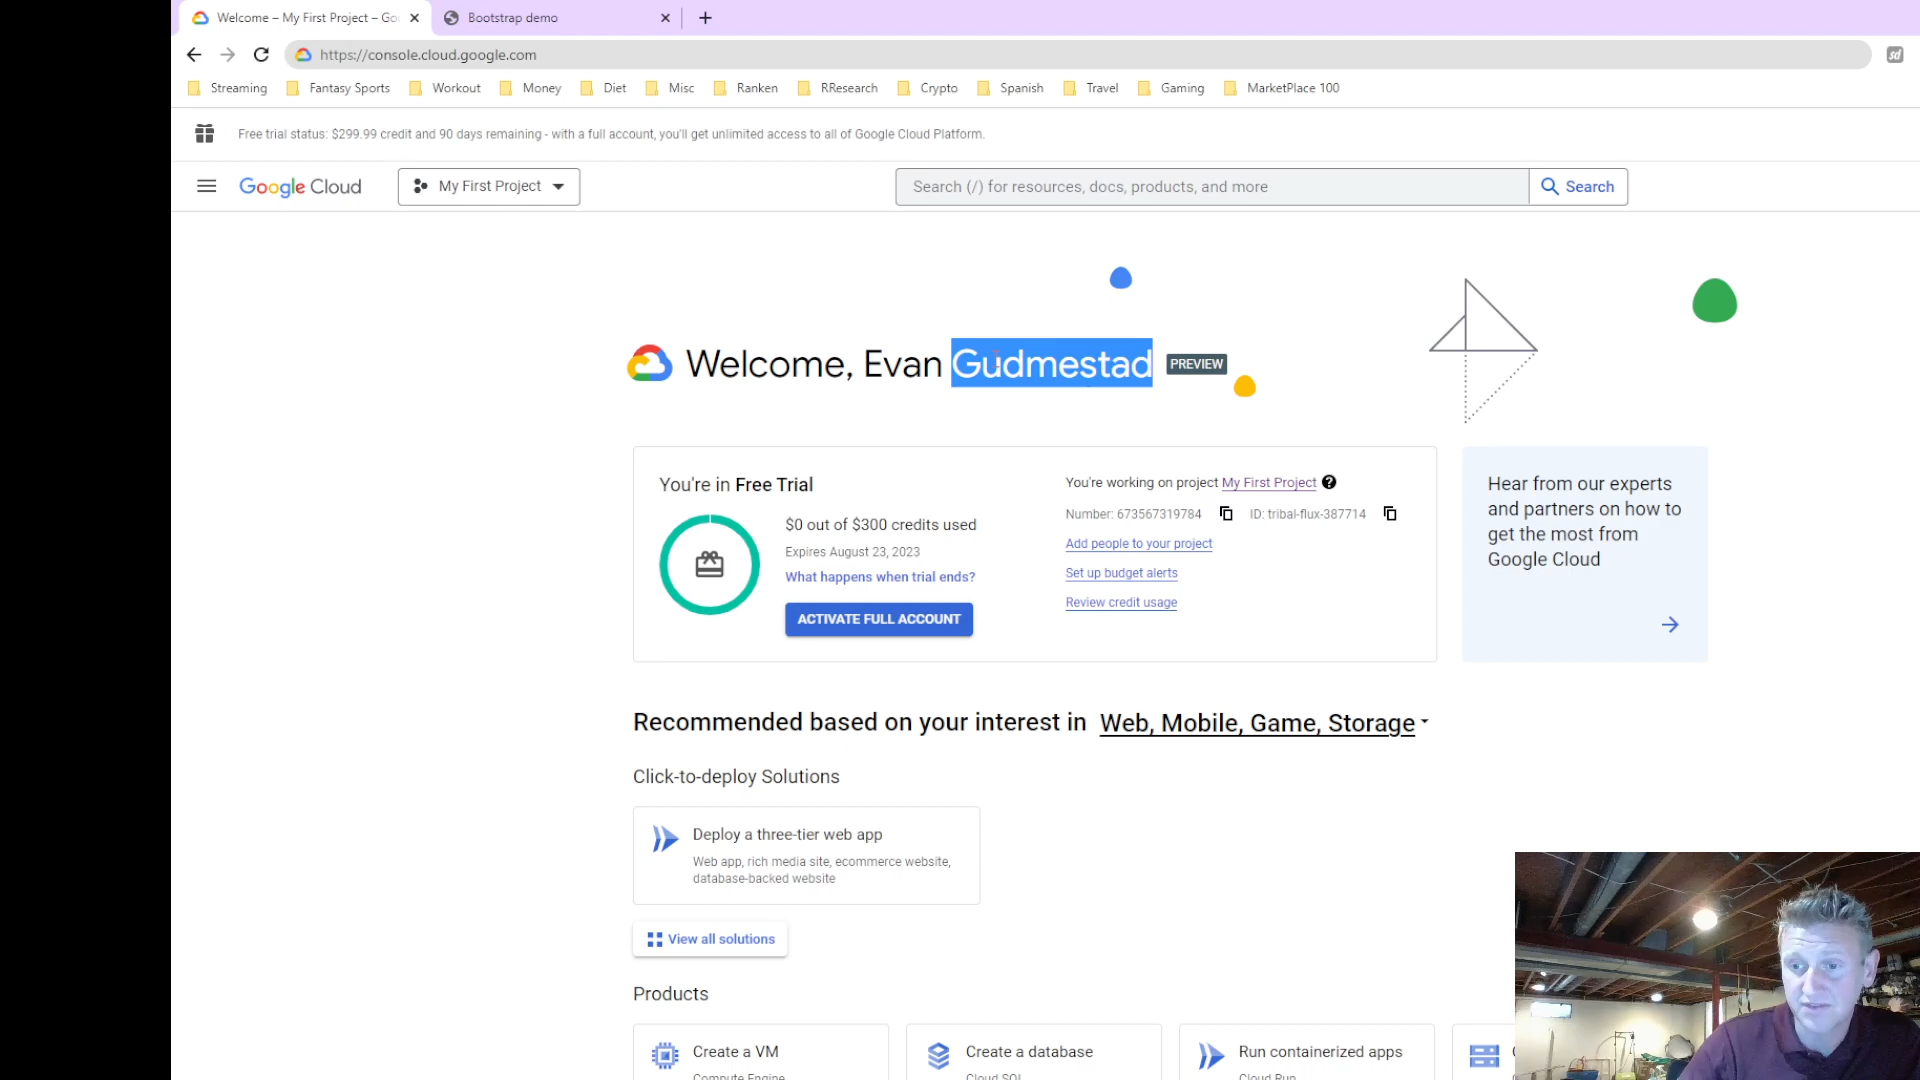 Welcome – My First Project – Goo
Bootstrap demo
https://console.cloud.google.com
sd
Streaming
Fantasy Sports
Workout
Money
Diet
Misc
Ranken
RResearch
Crypto
Spanish
Travel
Gaming
MarketPlace 100
Free trial status: $299.99 credit and 90 days remaining - with a full account, you'll get unlimited access to all of Google Cloud Platform.
Google Cloud
My First Project
Search (/) for resources, docs, products, and more
Search
Welcome, Evan Gudmestad
PREVIEW
You're in Free Trial
$0 out of $300 credits used
Expires August 23, 2023
What happens when trial ends?
ACTIVATE FULL ACCOUNT
You're working on project My First Project
Number: 673567319784
ID: tribal-flux-387714
Add people to your project
Set up budget alerts
Review credit usage
Hear from our experts
and partners on how to
get the most from
Google Cloud
Recommended based on your interest in Web, Mobile, Game, Storage
Click-to-deploy Solutions
Deploy a three-tier web app
Web app, rich media site, ecommerce website,
database-backed website
View all solutions
Products
Create a VM
Compute Engine
Create a database
Cloud SQL
Run containerized apps
Cloud Run